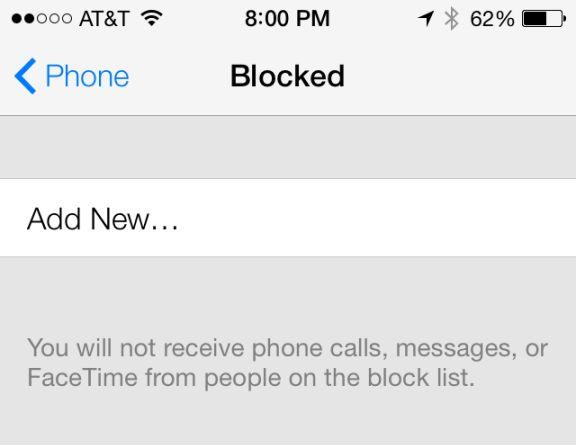 AT&T 8:00 PM 62%
Phone Blocked
Add New...
You will not receive phone calls, messages, or
FaceTime from people on the block list.